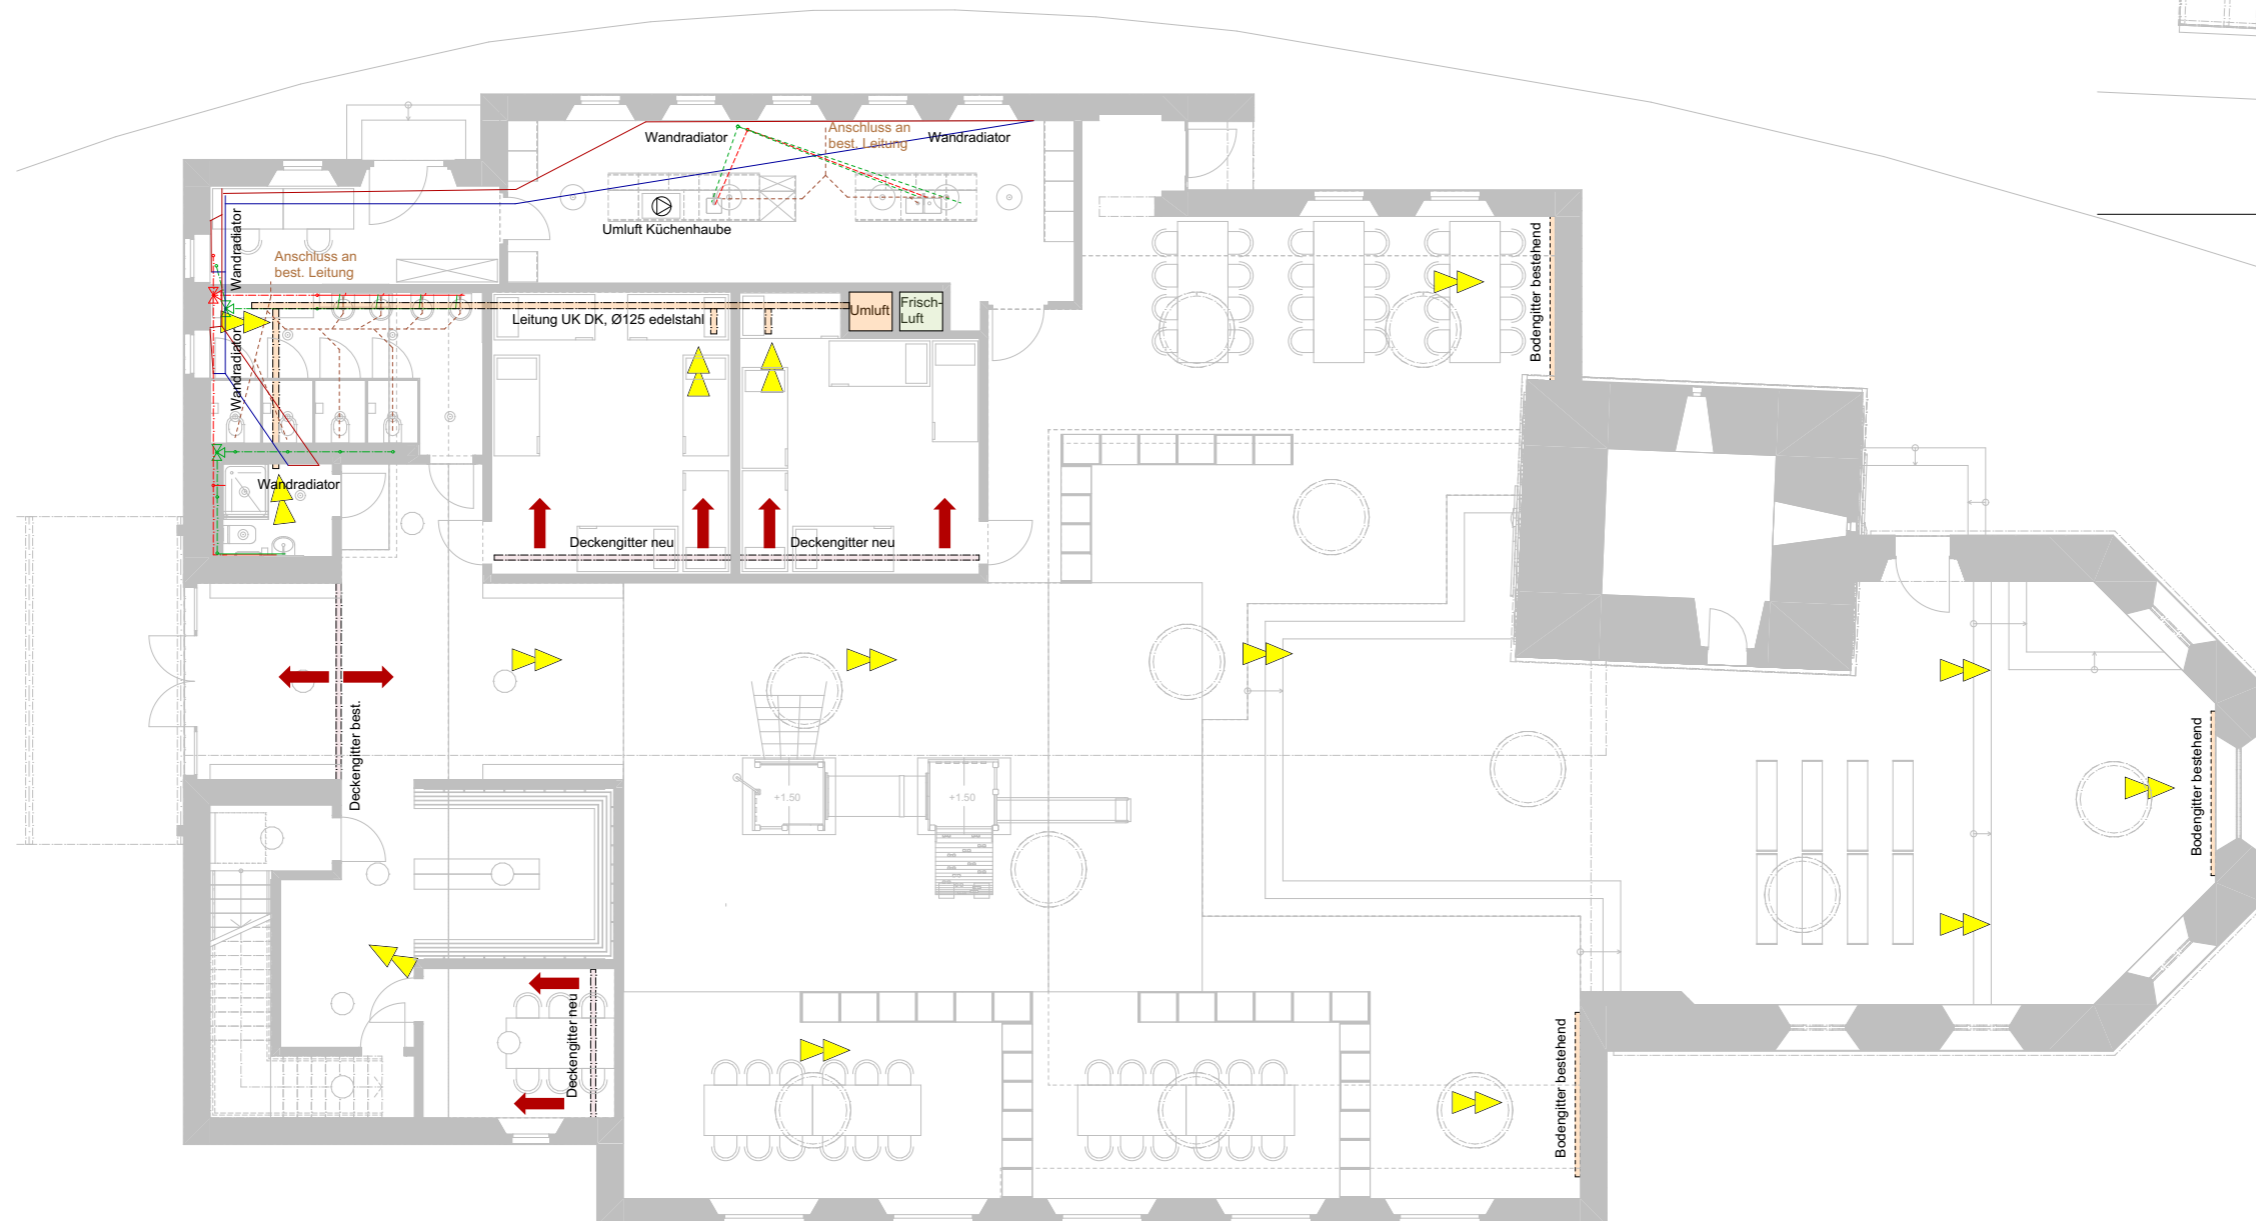 Wandradiator
Anschluss an
best. Leitung
Wandradiator
Umluft Küchenhaube
Wandradiator
Anschluss an
best. Leitung
Bodengitter bestehend
Leitung UK DK, Ø125 edelstahl
Umluft
Frisch-
Luft
Wandradiator
Wandradiator
Deckengitter neu
Deckengitter neu
Deckengitter best.
+1.50
+1.50
Bodengitter bestehend
Deckengitter neu
Bodengitter bestehend